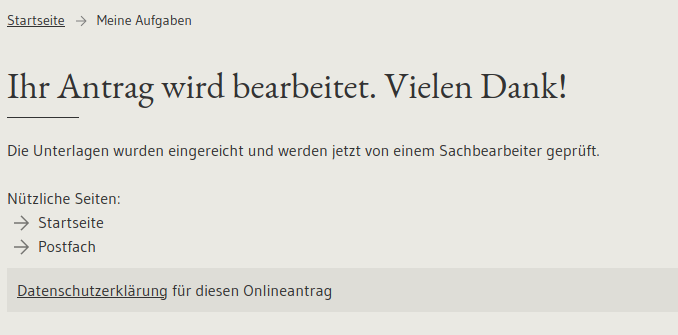 Startseite → Meine Aufgaben
Ihr Antrag wird bearbeitet. Vielen Dank!
Die Unterlagen wurden eingereicht und werden jetzt von einem Sachbearbeiter geprüft.
Nützliche Seiten:
→ Startseite
→ Postfach
Datenschutzerklärung für diesen Onlineantrag